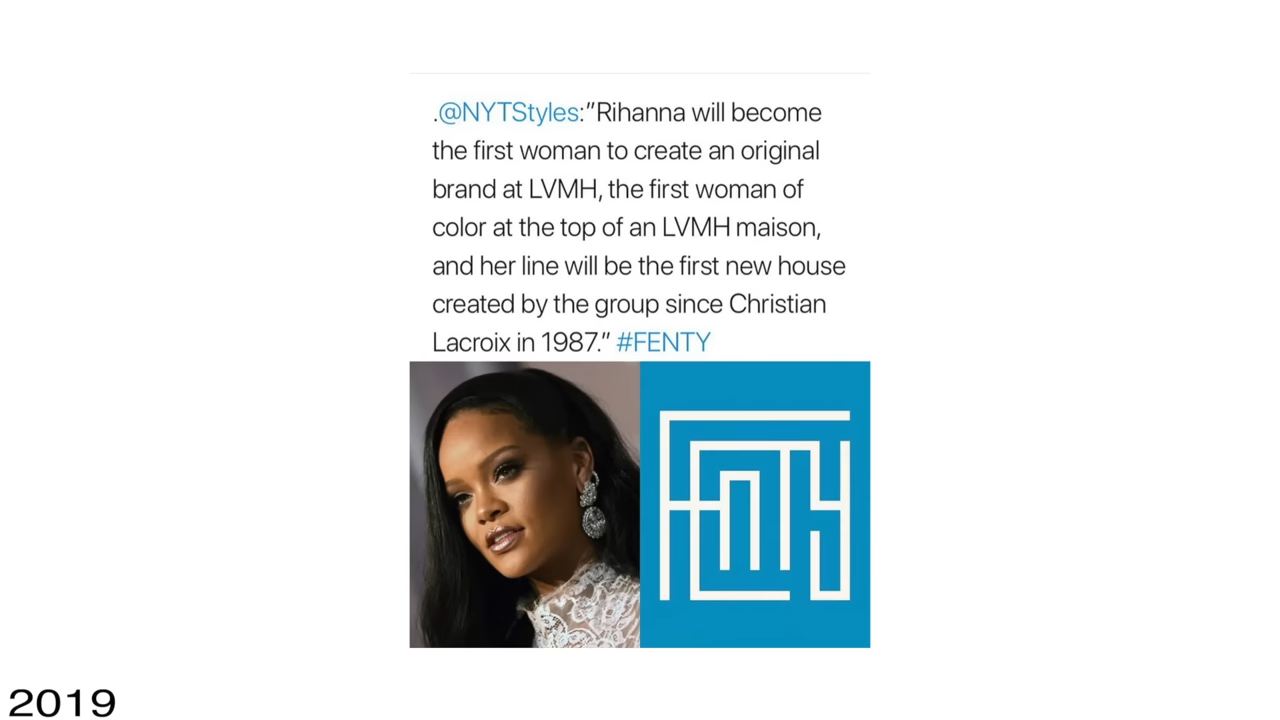 .@NYTStyles:"Rihanna will become
the first woman to create an original
brand at LVMH, the first woman of
color at the top of an LVMH maison,
and her line will be the first new house
created by the group since Christian
Lacroix in 1987." #FENTY
FENTY
2019